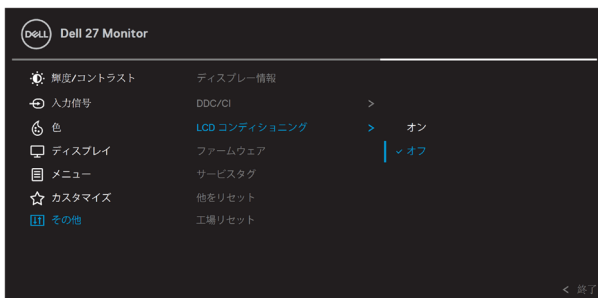 DELL Dell 27 Monitor
輝度/コントラスト ディスプレー情報
入力信号 DDC/CI >
色 LCD コンディショニング > オン
ディスプレイ ファームウェア ✓ オフ
メニュー サービスタグ
カスタマイズ 他をリセット
その他 工場リセット
< 終了